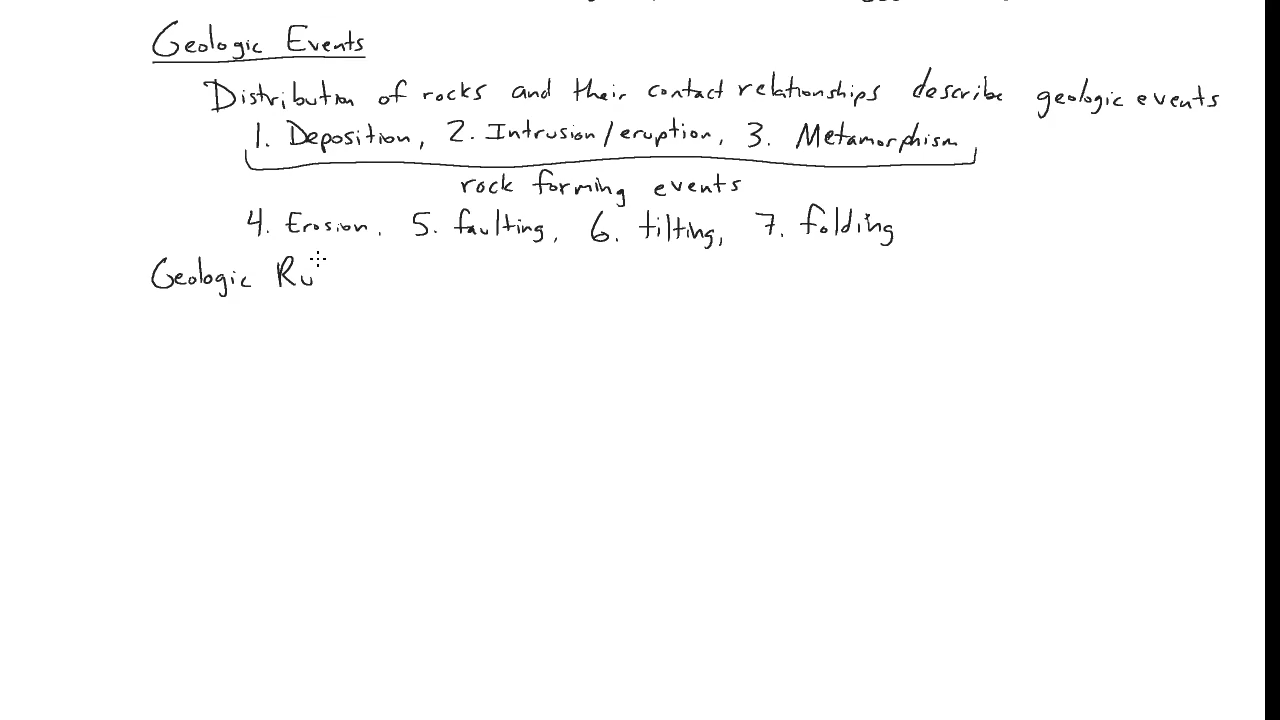 Geologic Events
Distribution of rocks and their contact relationships describe geologic events
1. Deposition, 2. Intrusion/eruption, 3. Metamorphism
rock forming events
4. Erosion, 5. faulting, 6. tilting, 7. folding
Geologic Ru